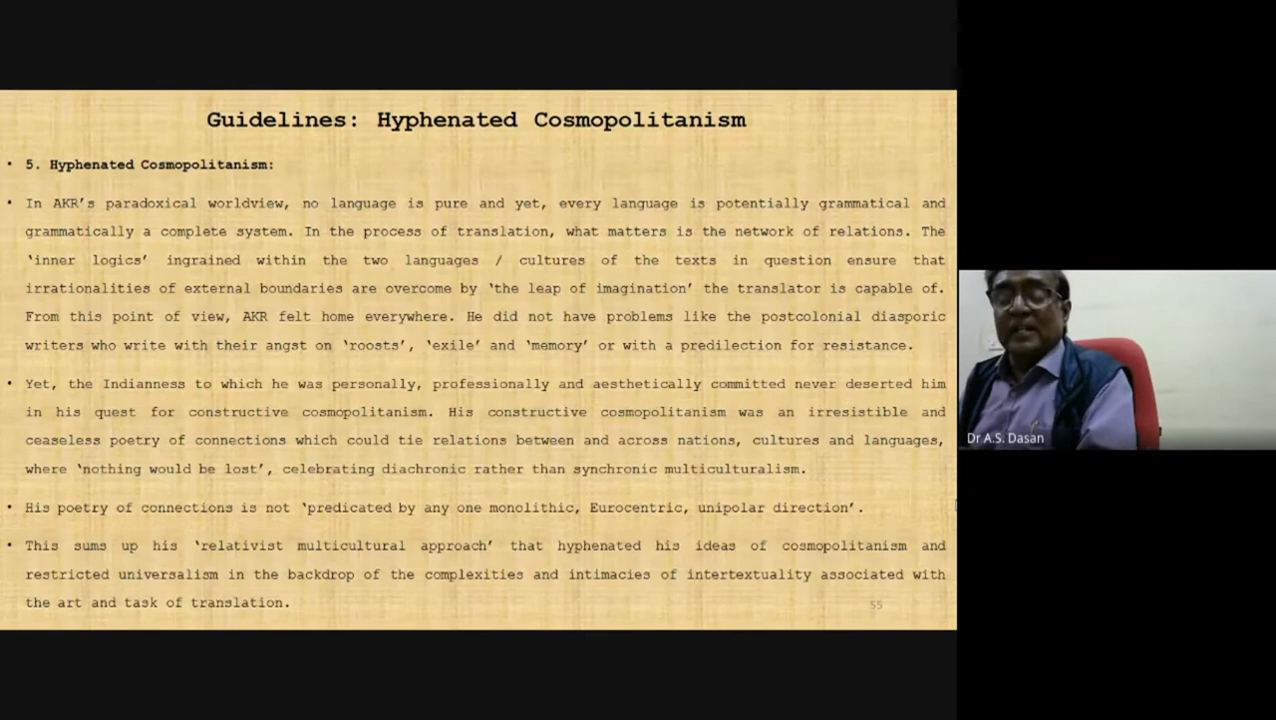 Guidelines: Hyphenated Cosmopolitanism
• 5. Hyphenated Cosmopolitanism:
• In AKR's paradoxical worldview, no language is pure and yet, every language is potentially grammatical and
grammatically a complete system. In the process of translation, what matters is the network of relations. The
‘inner logics’ ingrained within the two languages / cultures of the texts in question ensure that
irrationalities of external boundaries are overcome by ‘the leap of imagination’ the translator is capable of.
From this point of view, AKR felt home everywhere. He did not have problems like the postcolonial diasporic
writers who write with their angst on ‘roosts’, ‘exile’ and ‘memory’ or with a predilection for resistance.
• Yet, the Indianness to which he was personally, professionally and aesthetically committed never deserted him
in his quest for constructive cosmopolitanism. His constructive cosmopolitanism was an irresistible and
ceaseless poetry of connections which could tie relations between and across nations, cultures and languages,
where ‘nothing would be lost’, celebrating diachronic rather than synchronic multiculturalism.
• His poetry of connections is not ‘predicated by any one monolithic, Eurocentric, unipolar direction’.
• This sums up his ‘relativist multicultural approach’ that hyphenated his ideas of cosmopolitanism and
restricted universalism in the backdrop of the complexities and intimacies of intertextuality associated with
the art and task of translation.
55
Dr A.S. Dasan